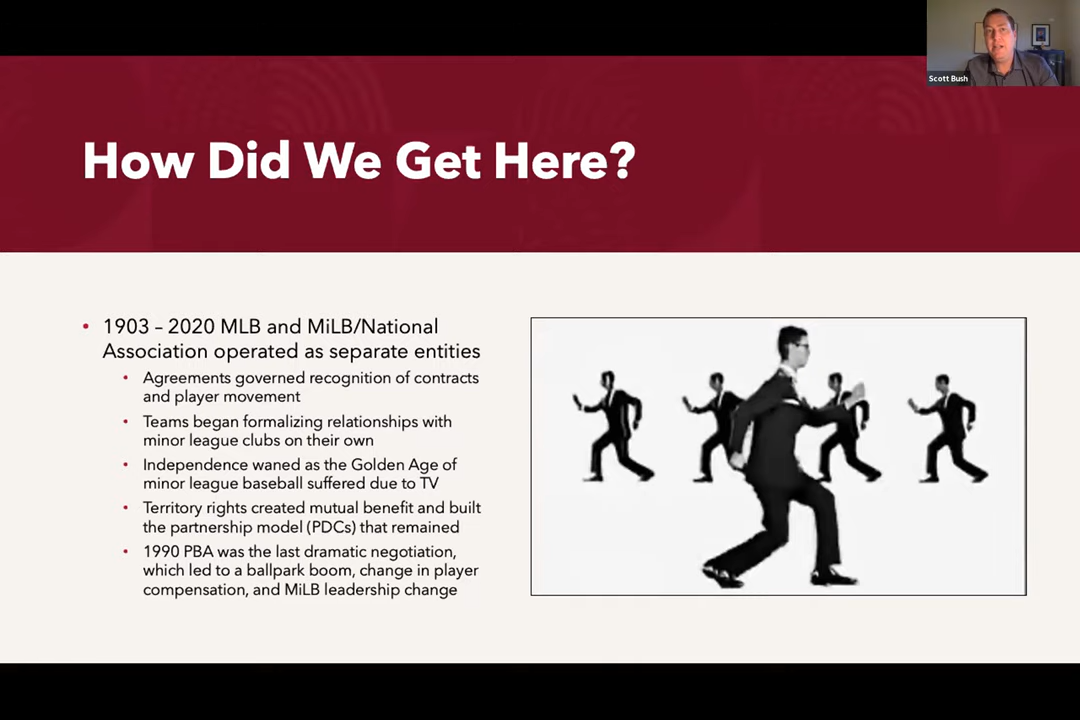 Scott Bush
How Did We Get Here?
• 1903 – 2020 MLB and MiLB/National
Association operated as separate entities
• Agreements governed recognition of contracts
and player movement
• Teams began formalizing relationships with
minor league clubs on their own
• Independence waned as the Golden Age of
minor league baseball suffered due to TV
• Territory rights created mutual benefit and built
the partnership model (PDCs) that remained
• 1990 PBA was the last dramatic negotiation,
which led to a ballpark boom, change in player
compensation, and MiLB leadership change